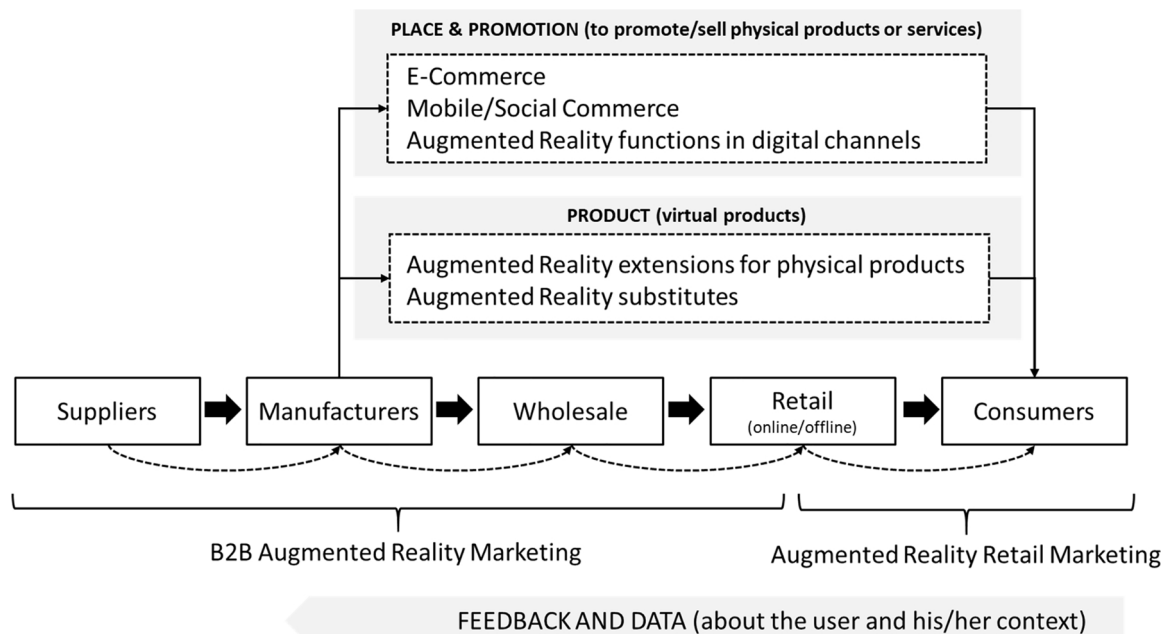 PLACE & PROMOTION (to promote/sell physical products or services)
E-Commerce
Mobile/Social Commerce
Augmented Reality functions in digital channels
PRODUCT (virtual products)
Augmented Reality extensions for physical products
Augmented Reality substitutes
Suppliers
Manufacturers
Wholesale
Retail
(online/offline)
Consumers
B2B Augmented Reality Marketing
Augmented Reality Retail Marketing
FEEDBACK AND DATA (about the user and his/her context)